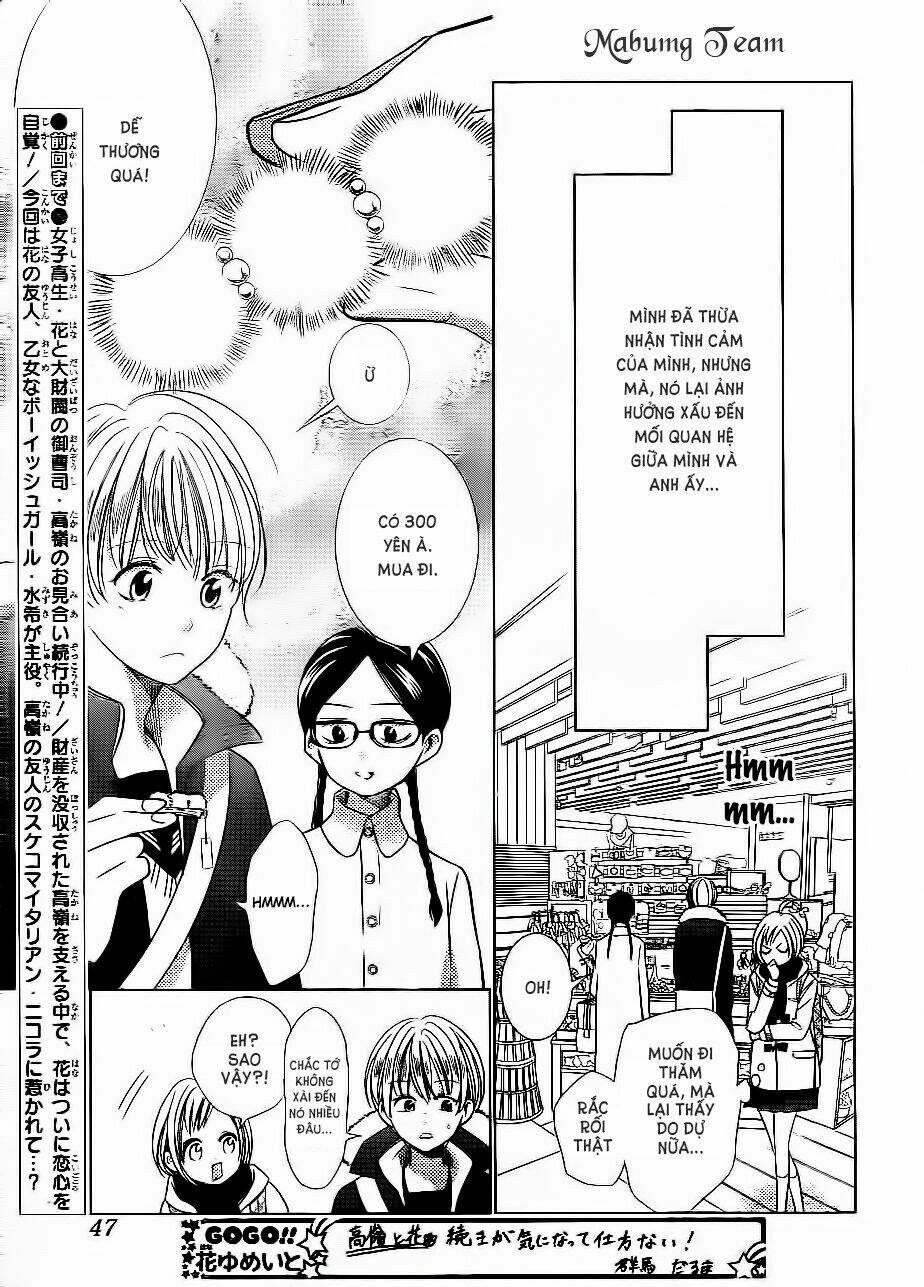 Mabumg Team
MÌNH ĐÃ THỪA
NHẬN TÌNH CẢM
CỦA MÌNH, NHƯNG
MÀ, NÓ LẠI ẢNH
HƯỞNG XẤU ĐẾN
MỐI QUAN HỆ
GIỮA MÌNH VÀ
ANH ẤY...
Hmm
mm...
OH!
MUỐN ĐI
THĂM
QUÁ, MÀ
LẠI THẤY
DO DỰ
NỮA.
RẮC
RỐI
THẬT
DỄ
THƯƠNG
QUÁ!
Ừ
CÓ 300
YÊN À.
MUA ĐI.
HMMM...
CHẮC TỚ
KHÔNG
XÀI ĐẾN
NÓ NHIỀU
ĐÂU...
EH?
SAO
VẬY?!
●前回まで●女子高生・花と大財閥の御曹司・高嶺のお見合い続行中!/財産を没収された高嶺を支える中で、花はついに恋心を
自覚!/今回は花の友人、乙女なボーイッシュガール・水希が主役。高嶺の友人のスケコマイタリアン・ニコラに惹かれて…?
47
GOGO!!
花ゆめいと
高嶺と花 続きが気になって仕方ない!
群馬 たるき